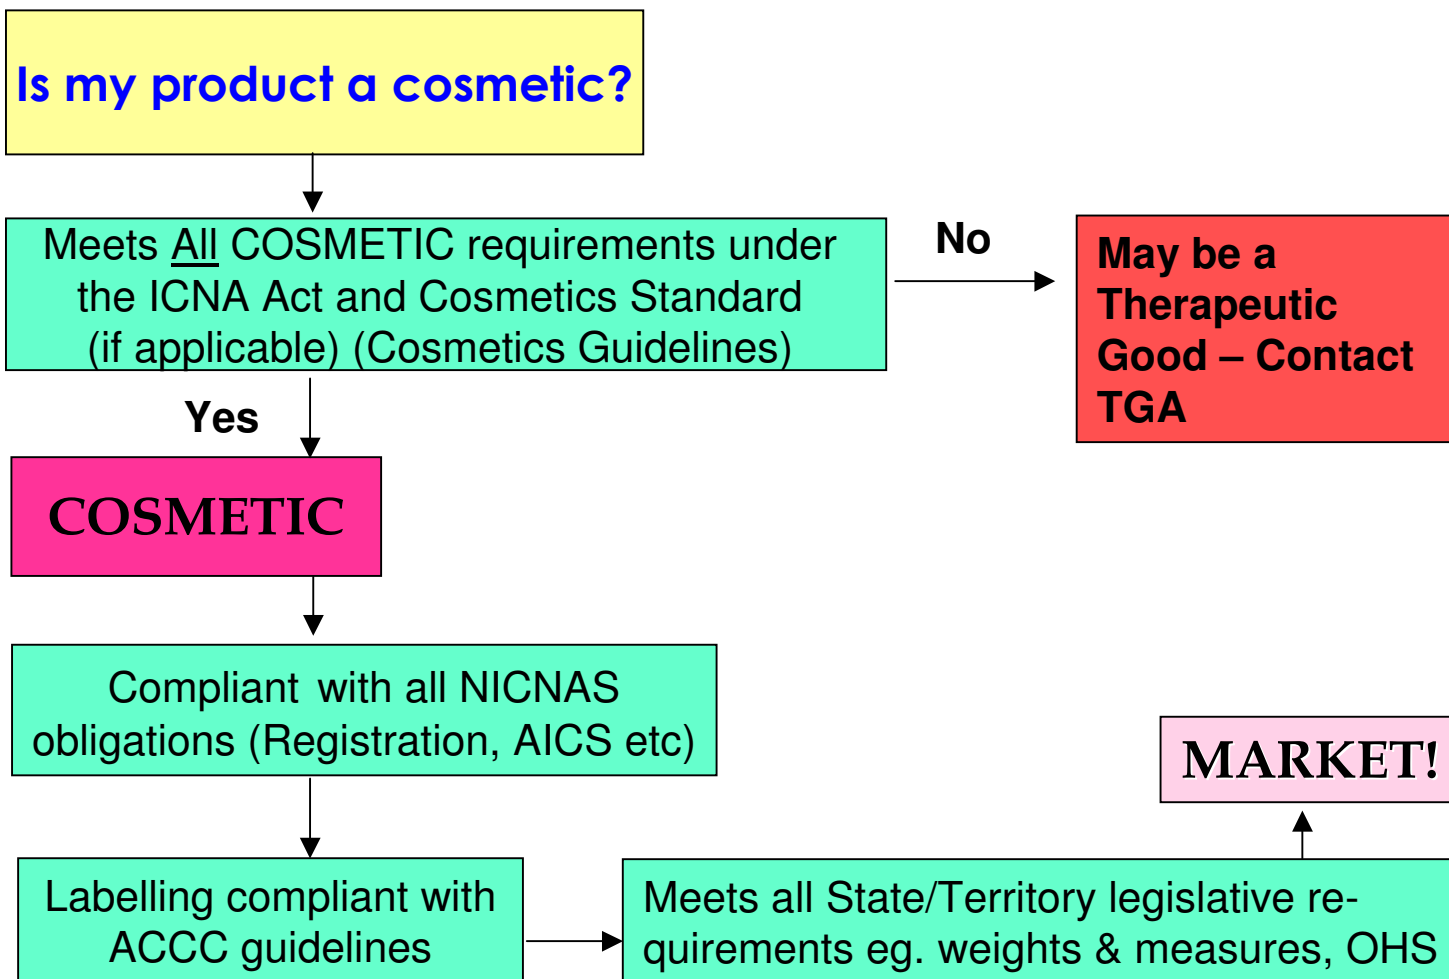 Is my product a cosmetic?
Meets All COSMETIC requirements under
the ICNA Act and Cosmetics Standard
(if applicable) (Cosmetics Guidelines)
No
May be a
Therapeutic
Good – Contact
TGA
Yes
COSMETIC
Compliant with all NICNAS
obligations (Registration, AICS etc)
MARKET!
Labelling compliant with
ACCC guidelines
Meets all State/Territory legislative re-
quirements eg. weights & measures, OHS